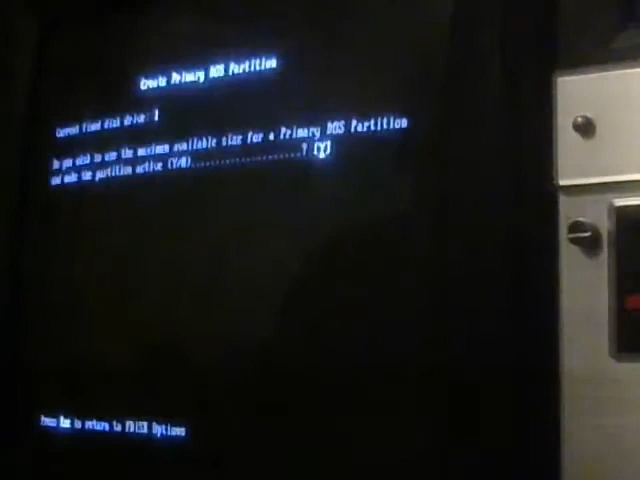 Create Primary DOS Partition
Current fixed disk drive: 1
Do you wish to use the maximum available size for a Primary DOS Partition
and make the partition active (Y/N).....................? [Y]
Press Esc to return to FDISK Options